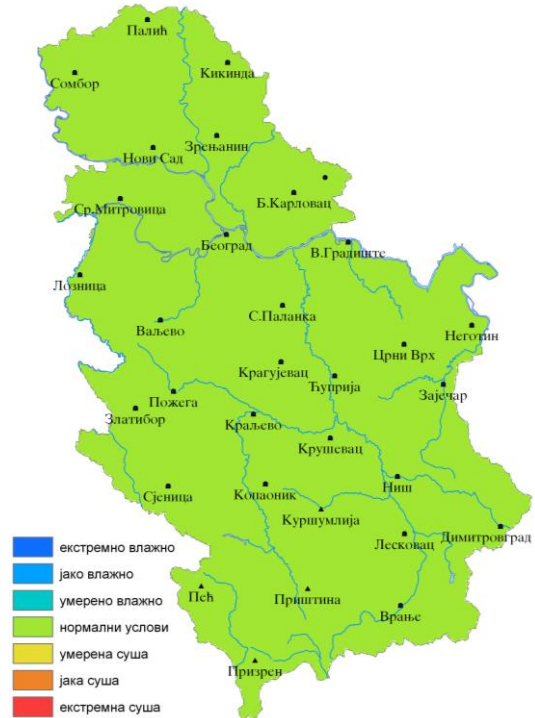 Палић
Кикинда
Сомбор
Зрењанин
Нови Сад
Б.Карловац
Ср.Митровица
Београд
В.Градиште
Лозница
С.Паланка
Ваљево
Неготин
Црни Врх
Крагујевац
Ћуприја
Зајечар
Пожега
Златибор
Краљево
Крушевац
Ниш
Сјеница
Копаоник
Куршумлија
Димитровград
Лесковац
екстремно влажно
јако влажно
умерено влажно
нормални услови
умерена суша
јака суша
екстремна суша
Пећ
Приштина
Врање
Призрен